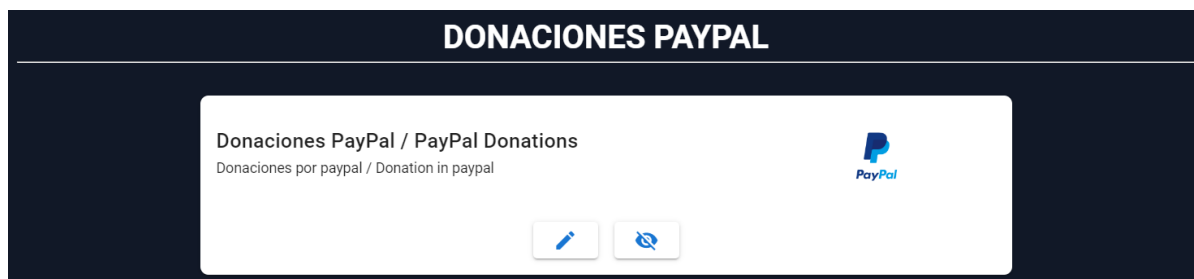 DONACIONES PAYPAL
Donaciones PayPal / PayPal Donations
Donaciones por paypal / Donation in paypal
PayPal